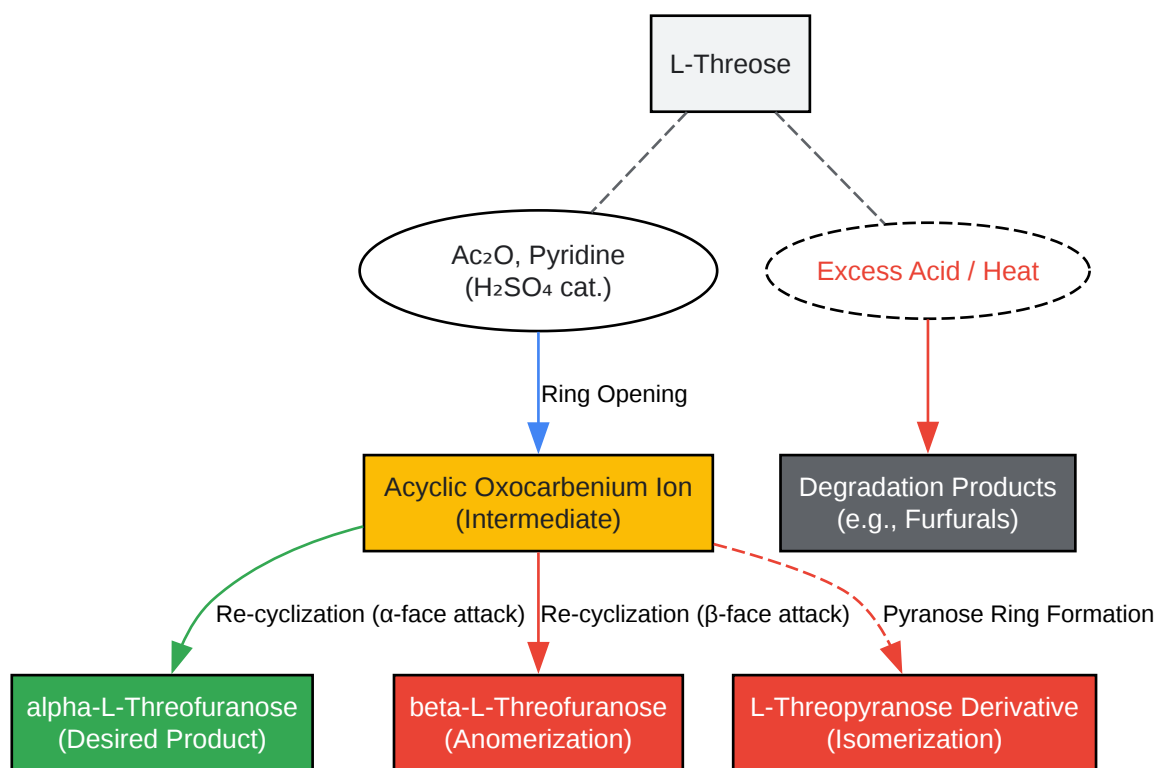 L-Threose
Ac₂O, Pyridine
(H₂SO₄ cat.)
Excess Acid / Heat
Ring Opening
Acyclic Oxocarbenium Ion
(Intermediate)
Degradation Products
(e.g., Furfurals)
Re-cyclization (α-face attack)
Re-cyclization (β-face attack)
Pyranose Ring Formation
alpha-L-Threofuranose
(Desired Product)
beta-L-Threofuranose
(Anomerization)
L-Threopyranose Derivative
(Isomerization)